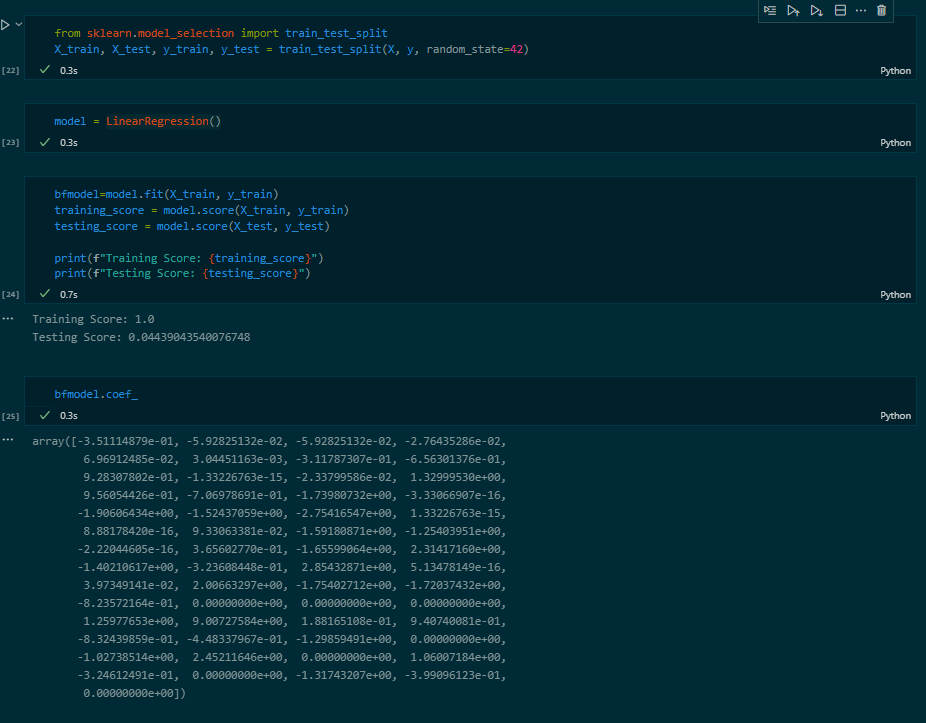 from sklearn.model_selection import train_test_split
X_train, X_test, y_train, y_test = train_test_split(X, y, random_state=42)
[22]
0.3s
Python
model = LinearRegression()
[23]
0.3s
Python
bfmodel=model.fit(X_train, y_train)
training_score = model.score(X_train, y_train)
testing_score = model.score(X_test, y_test)
print(f"Training Score: {training_score}")
print(f"Testing Score: {testing_score}")
[24]
0.7s
Python
Training Score: 1.0
Testing Score: 0.04439043540076748
bfmodel.coef_
[25]
0.3s
Python
array([-3.51114879e-01, -5.92825132e-02, -5.92825132e-02, -2.76435286e-02,
6.96912485e-02, 3.04451163e-03, -3.11787307e-01, -6.56301376e-01,
9.28307802e-01, -1.33226763e-15, -2.33799586e-02, 1.32999530e+00,
9.56054426e-01, -7.06978691e-01, -1.73980732e+00, -3.33066907e-16,
-1.90606434e+00, -1.52437059e+00, -2.75416547e+00, 1.33226763e-15,
8.88178420e-16, 9.33063381e-02, -1.59180871e+00, -1.25403951e+00,
-2.22044605e-16, 3.65602770e-01, -1.65599064e+00, 2.31417160e+00,
-1.40210617e+00, -3.23608448e-01, 2.85432871e+00, 5.13478149e-16,
3.97349141e-02, 2.00663297e+00, -1.75402712e+00, -1.72037432e+00,
-8.23572164e-01, 0.00000000e+00, 0.00000000e+00, 0.00000000e+00,
1.25977653e+00, 9.00727584e+00, 1.88165108e-01, 9.40740081e-01,
-8.32439859e-01, -4.48337967e-01, -1.29859491e+00, 0.00000000e+00,
-1.02738514e+00, 2.45211646e+00, 0.00000000e+00, 1.06007184e+00,
-3.24612491e-01, 0.00000000e+00, -1.31743207e+00, -3.99096123e-01,
0.00000000e+00])